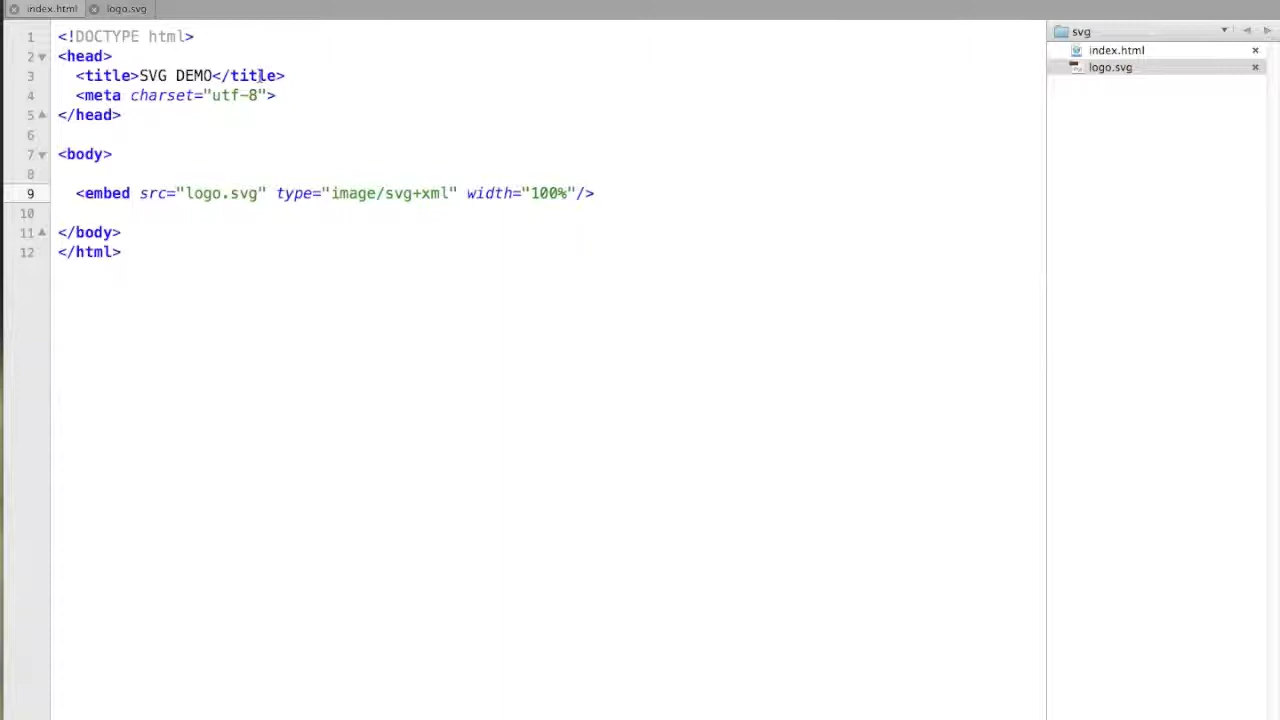 index.html logo.svg
svg
1 <!DOCTYPE html>
index.html
2 <head>
logo.svg
3 <title>SVG DEMO</title>
4 <meta charset="utf-8">
5 </head>
6
7 <body>
8
9 <embed src="logo.svg" type="image/svg+xml" width="100%"/>
10
11 </body>
12 </html>